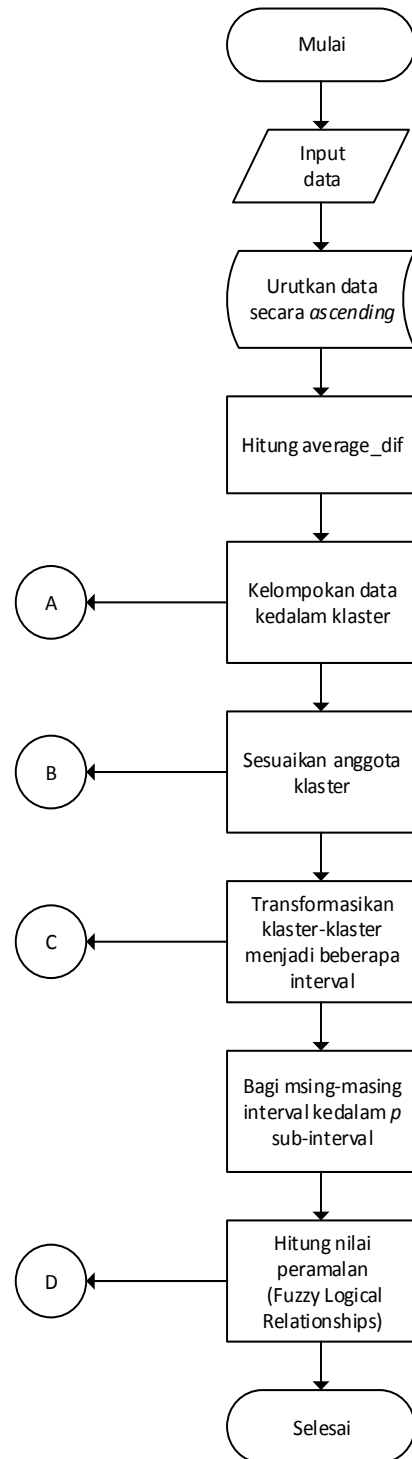 Mulai
Input
data
Urutkan data
secara ascending
Hitung average_dif
A
Kelompokan data
kedalam klaster
B
Sesuaikan anggota
klaster
C
Transformasikan
klaster-klaster
menjadi beberapa
interval
Bagi msing-masing
interval kedalam p
sub-interval
D
Hitung nilai
peramalan
(Fuzzy Logical
Relationships)
Selesai